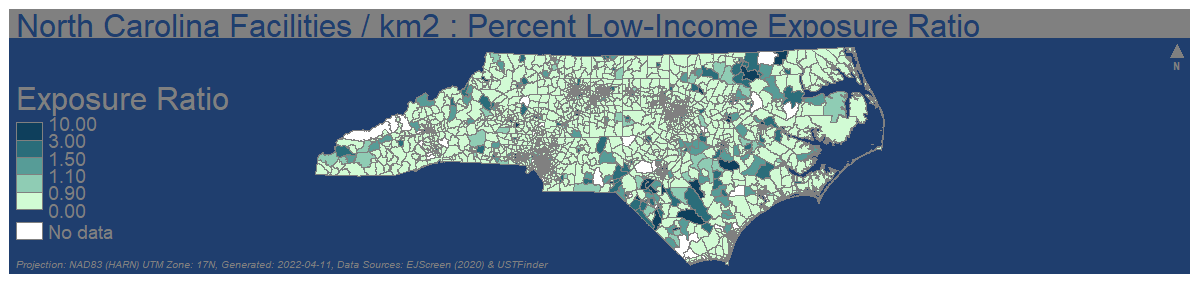 North Carolina Facilities / km2 : Percent Low-Income Exposure Ratio
N
Exposure Ratio
10.00
3.00
1.50
1.10
0.90
0.00
No data
Projection: NAD83 (HARN) UTM Zone: 17N, Generated: 2022-04-11, Data Sources: EJScreen (2020) & USTFinder